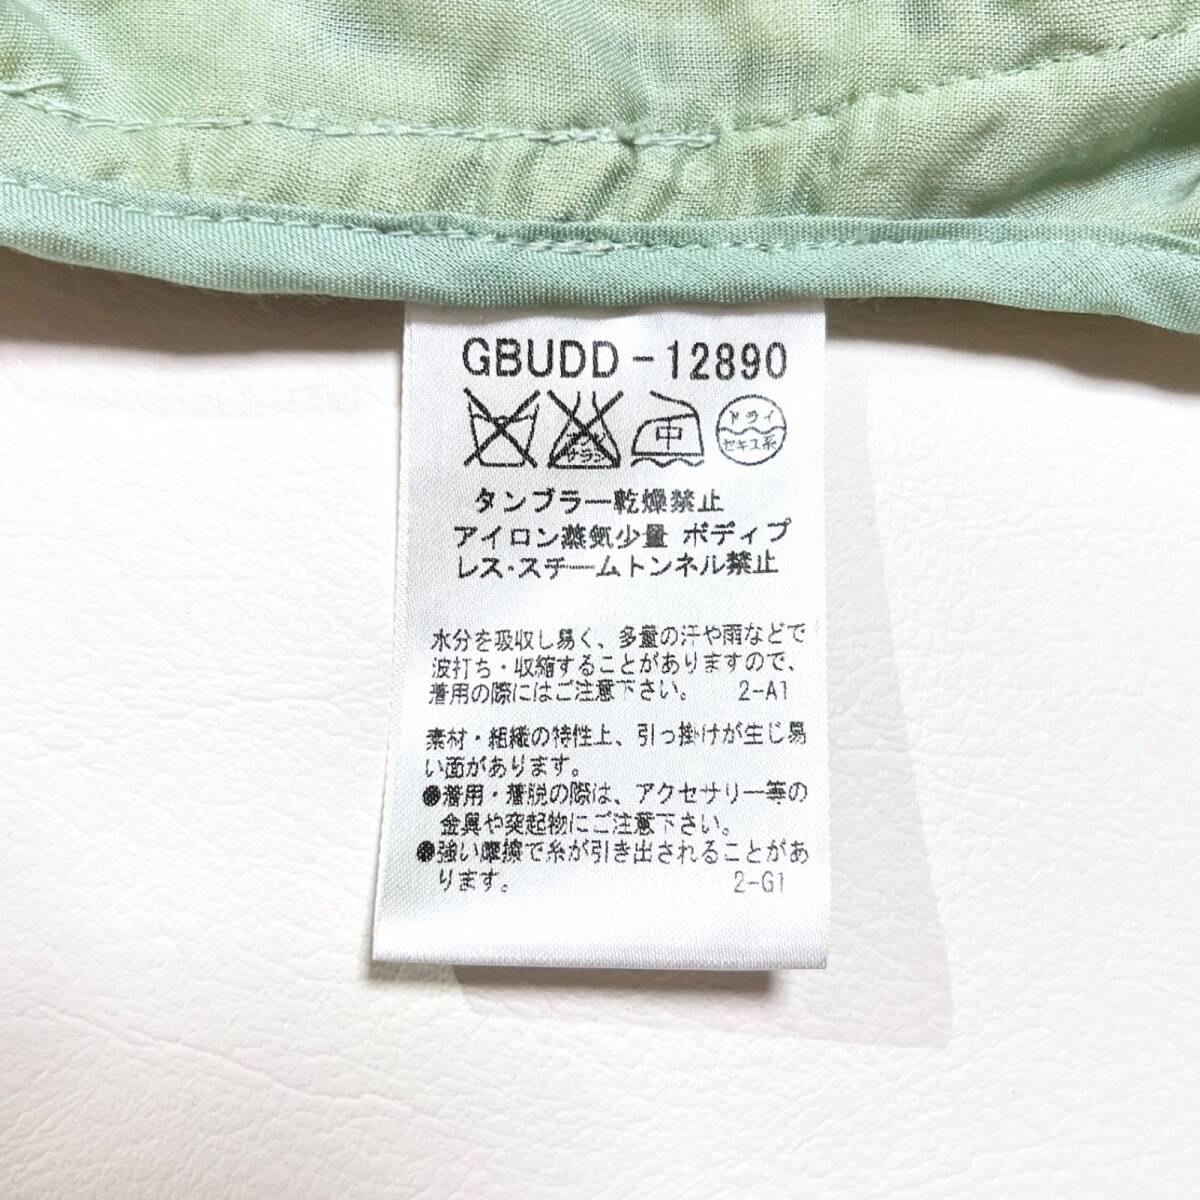 GBUDD-12890
エンソ サラシ 中 ドライ
セキユ系
タンブラー乾燥禁止
アイロン蒸気少量 ボディプ
レス・スチームトンネル禁止
水分を吸収し易く、多量の汗や雨などで
波打ち・収縮することがありますので、
着用の際にはご注意下さい。 2-A1
素材・組織の特性上、引っ掛けが生じ易
い面があります。
●着用・着脱の際は、アクセサリー等の
金具や突起物にご注意下さい。
●強い摩擦で糸が引き出されることがあ
ります。 2-G1